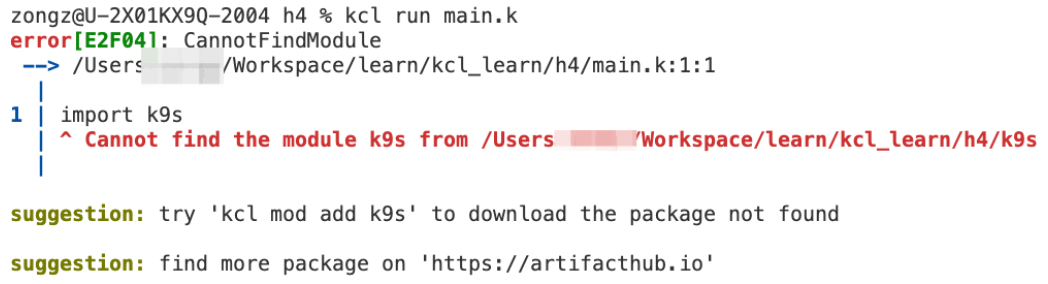 zongz@U-2X01KX9Q-2004 h4 % kcl run main.k
error[E2F04]: CannotFindModule
 --> /Users/Workspace/learn/kcl_learn/h4/main.k:1:1
  |
1 | import k9s
  | ^ Cannot find the module k9s from /Users/Workspace/learn/kcl_learn/h4/k9s
  |
suggestion: try 'kcl mod add k9s' to download the package not found
suggestion: find more package on 'https://artifacthub.io'